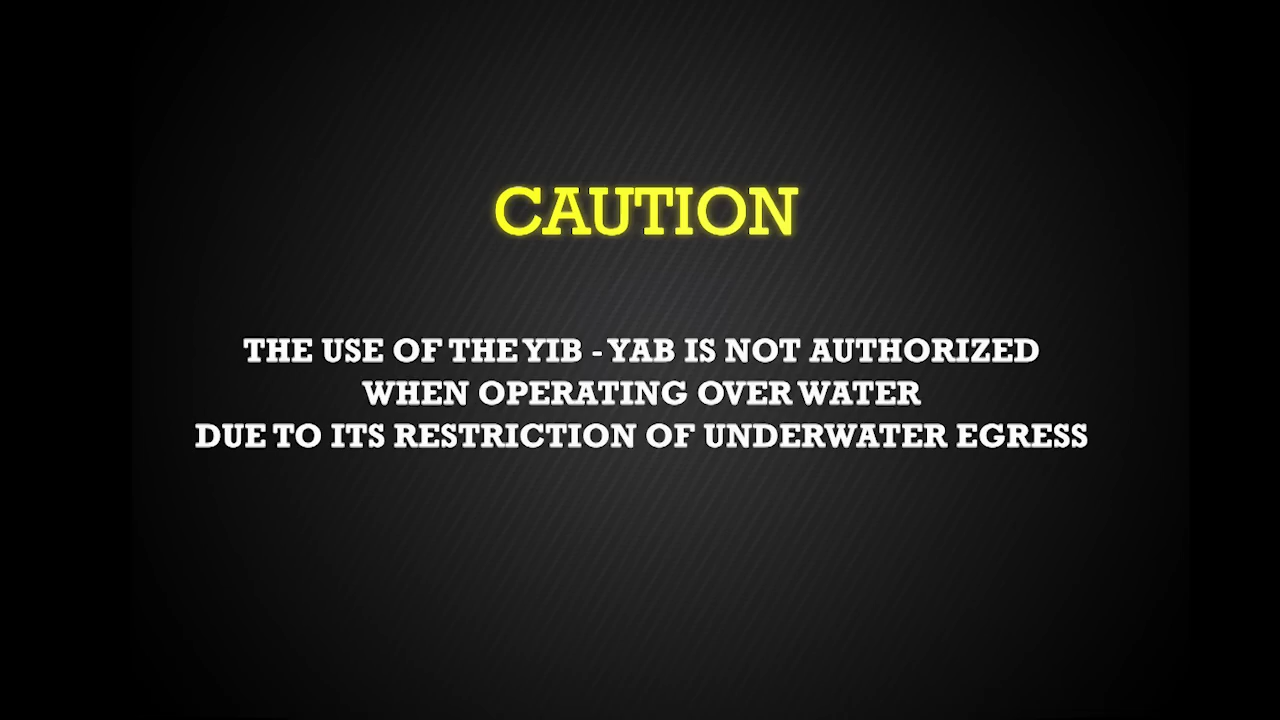 CAUTION
THE USE OF THE YIB - YAB IS NOT AUTHORIZED
WHEN OPERATING OVER WATER
DUE TO ITS RESTRICTION OF UNDERWATER EGRESS